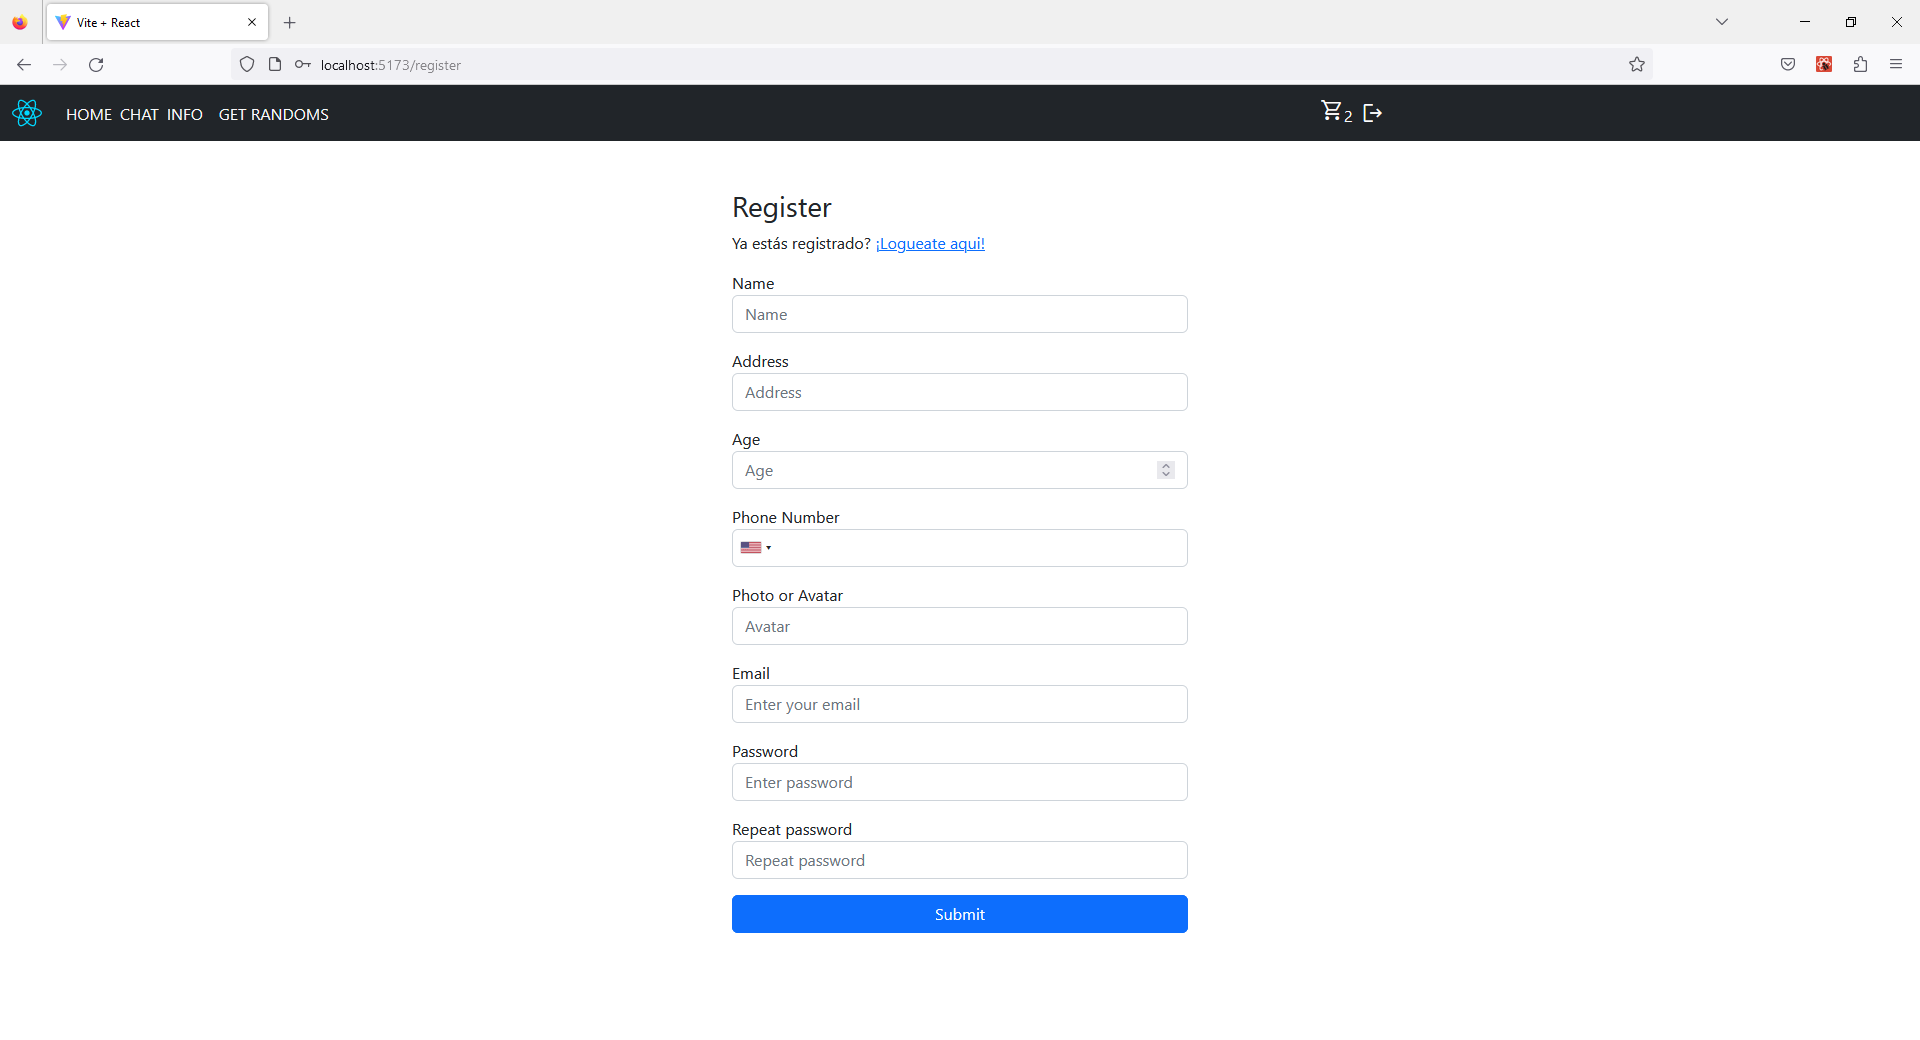 Vite + React
localhost:5173/register
HOME CHAT INFO GET RANDOMS
2
Register
Ya estás registrado? ¡Logueate aqui!
Name
Name
Address
Address
Age
Age
Phone Number
Photo or Avatar
Avatar
Email
Enter your email
Password
Enter password
Repeat password
Repeat password
Submit